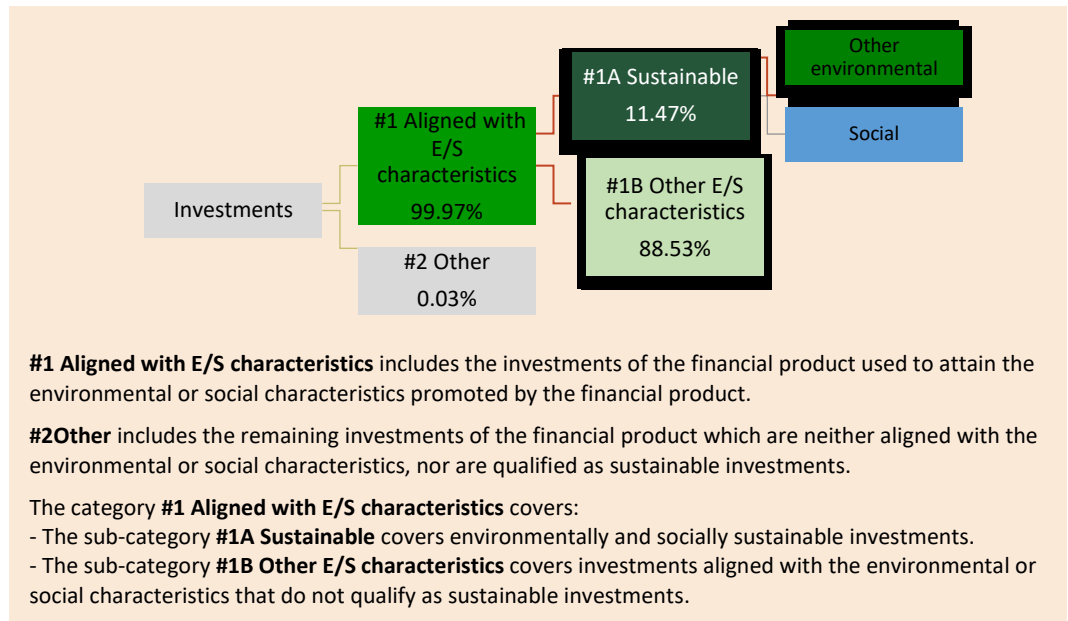 Investments
#1 Aligned with
E/S
characteristics
99.97%
#2 Other
0.03%
#1A Sustainable
11.47%
#1B Other E/S
characteristics
88.53%
Other
environmental
Social
#1 Aligned with E/S characteristics includes the investments of the financial product used to attain the
environmental or social characteristics promoted by the financial product.
#2Other includes the remaining investments of the financial product which are neither aligned with the
environmental or social characteristics, nor are qualified as sustainable investments.
The category #1 Aligned with E/S characteristics covers:
- The sub-category #1A Sustainable covers environmentally and socially sustainable investments.
- The sub-category #1B Other E/S characteristics covers investments aligned with the environmental or
social characteristics that do not qualify as sustainable investments.